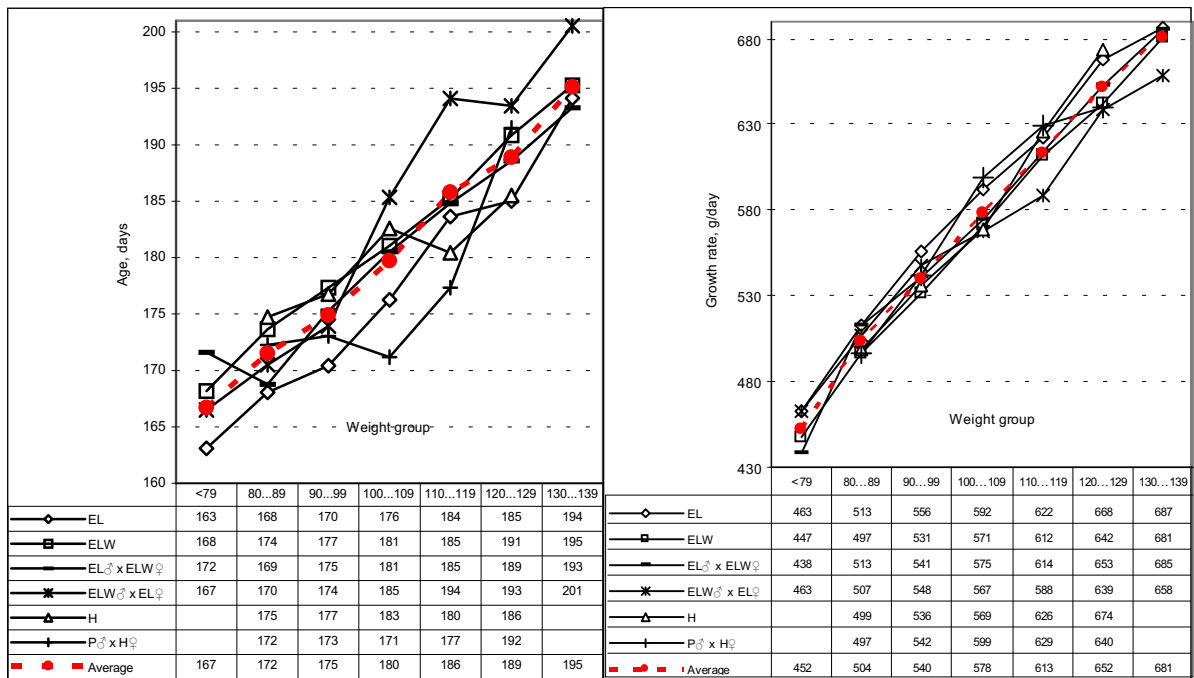 200
195
190
185
180
175
170
165
160
Age, days
Weight group
<79 80...89 90...99 100...109 110...119 120...129 130...139
EL 163 168 170 176 184 185 194
ELW 168 174 177 181 185 191 195
EL♂ x ELW♀ 172 169 175 181 185 189 193
ELW♂ x EL♀ 167 170 174 185 194 193 201
H 175 177 183 180 186
P♂ x H♀ 172 173 171 177 192
Average 167 172 175 180 186 189 195
680
630
580
530
480
430
Growth rate, g/day
Weight group
<79 80...89 90...99 100...109 110...119 120...129 130...139
EL 463 513 556 592 622 668 687
ELW 447 497 531 571 612 642 681
EL♂ x ELW♀ 438 513 541 575 614 653 685
ELW♂ x EL♀ 463 507 548 567 588 639 658
H 499 536 569 626 674
P♂ x H♀ 497 542 599 629 640
Average 452 504 540 578 613 652 681